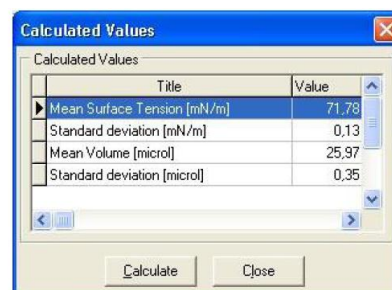 Calculated Values
Calculated Values
Title Value
Mean Surface Tension [mN/m] 71,78
Standard deviation [mN/m] 0,13
Mean Volume [microl] 25,97
Standard deviation [microl] 0,35
Calculate Close